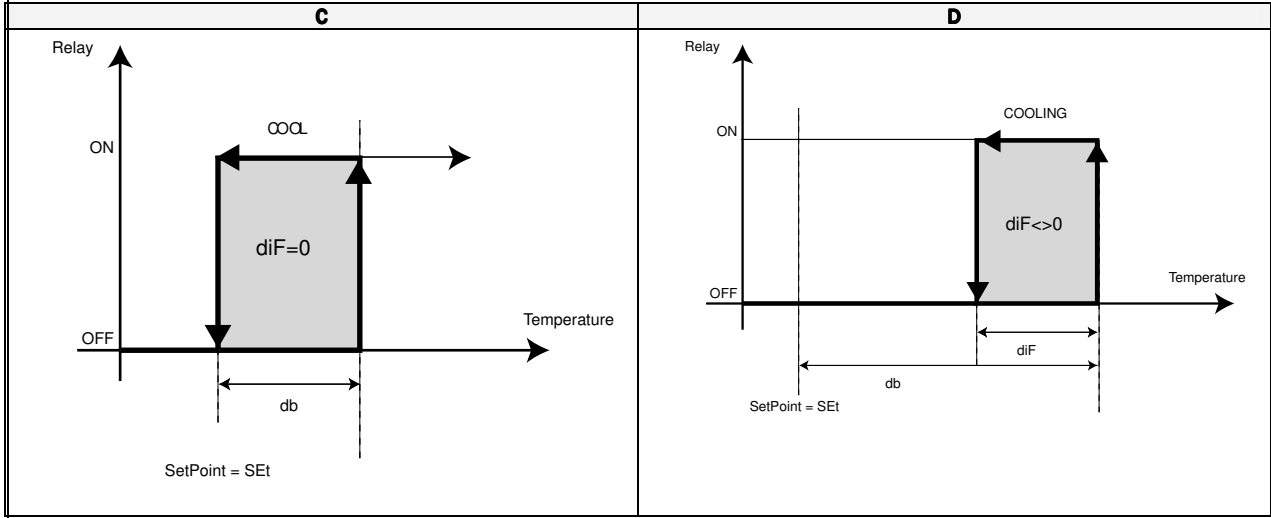 C
Relay
COOL
ON
diF=0
OFF
Temperature
db
SetPoint = SEt
D
Relay
COOLING
ON
diF<>0
Temperature
OFF
diF
db
SetPoint = SEt